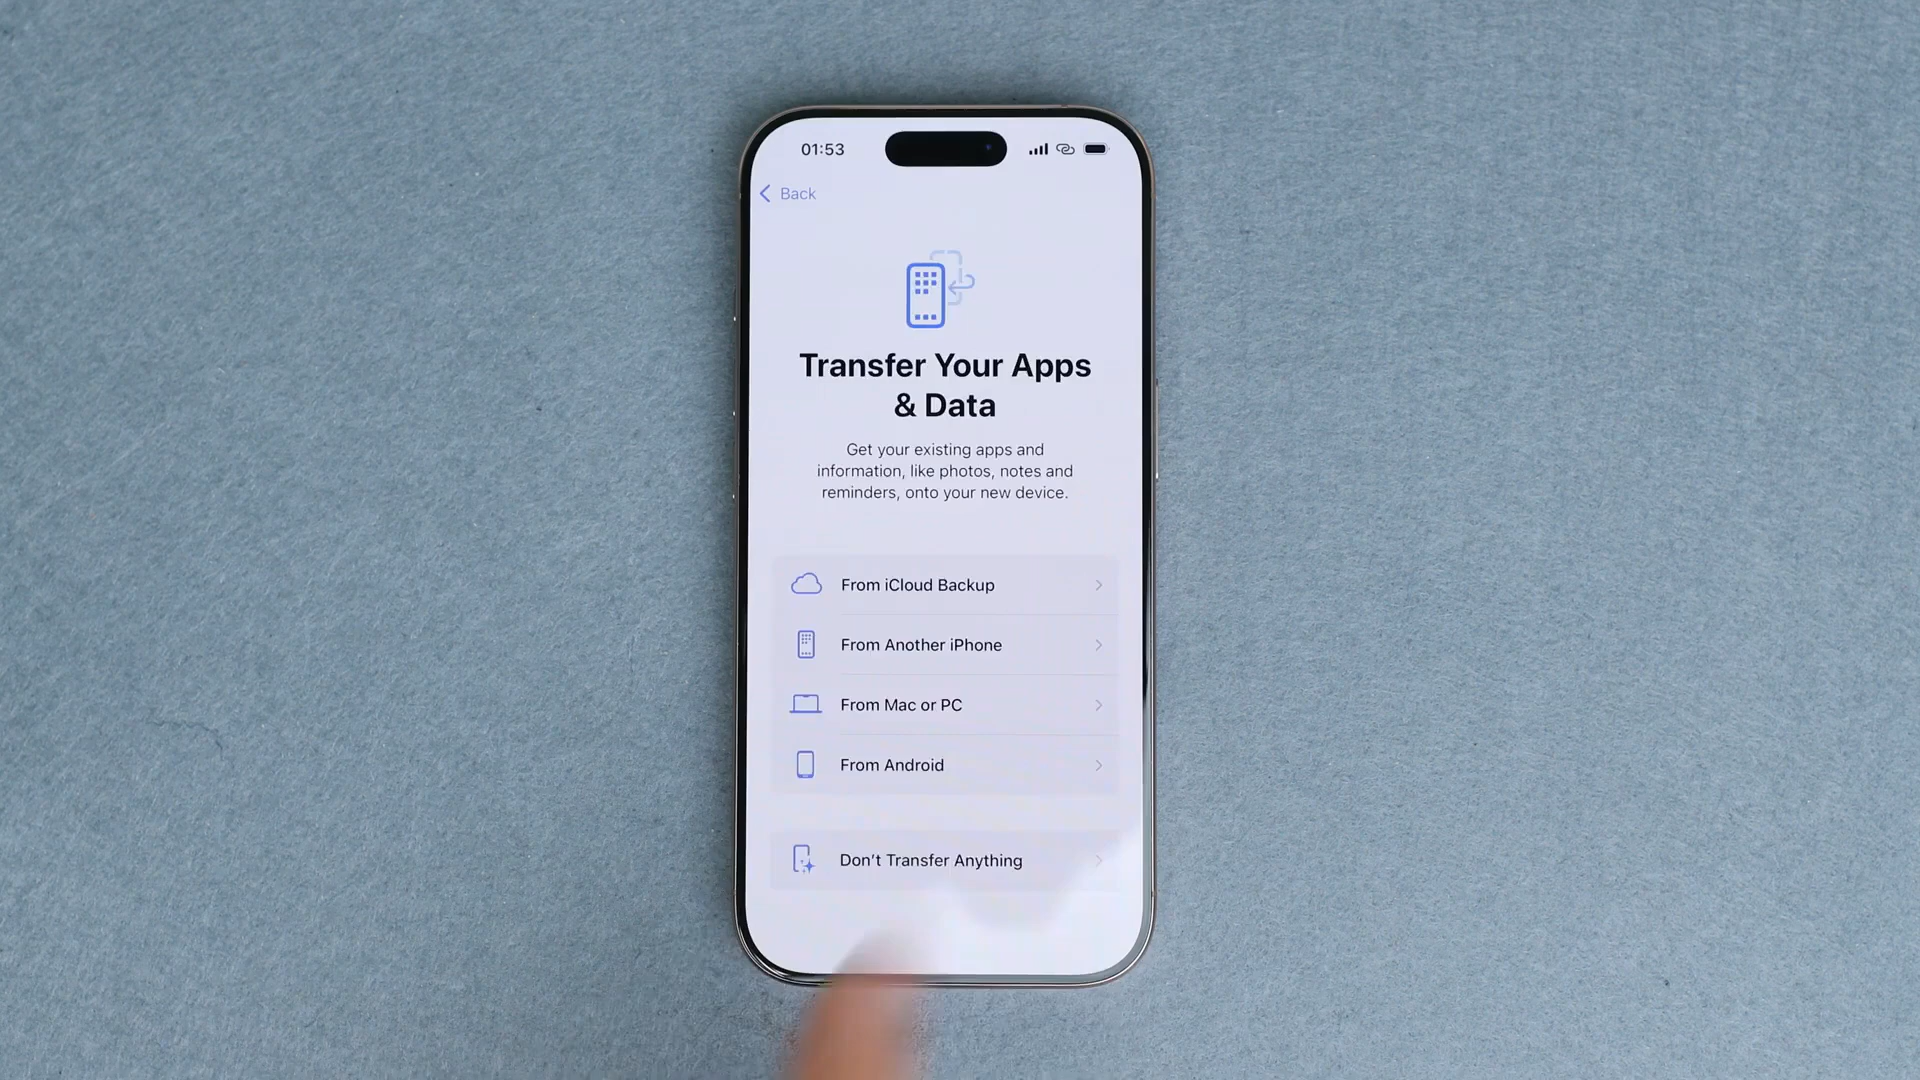 01:53
Back
Transfer Your Apps
& Data
Get your existing apps and
information, like photos, notes and
reminders, onto your new device.
From iCloud Backup
From Another iPhone
From Mac or PC
From Android
Don’t Transfer Anything